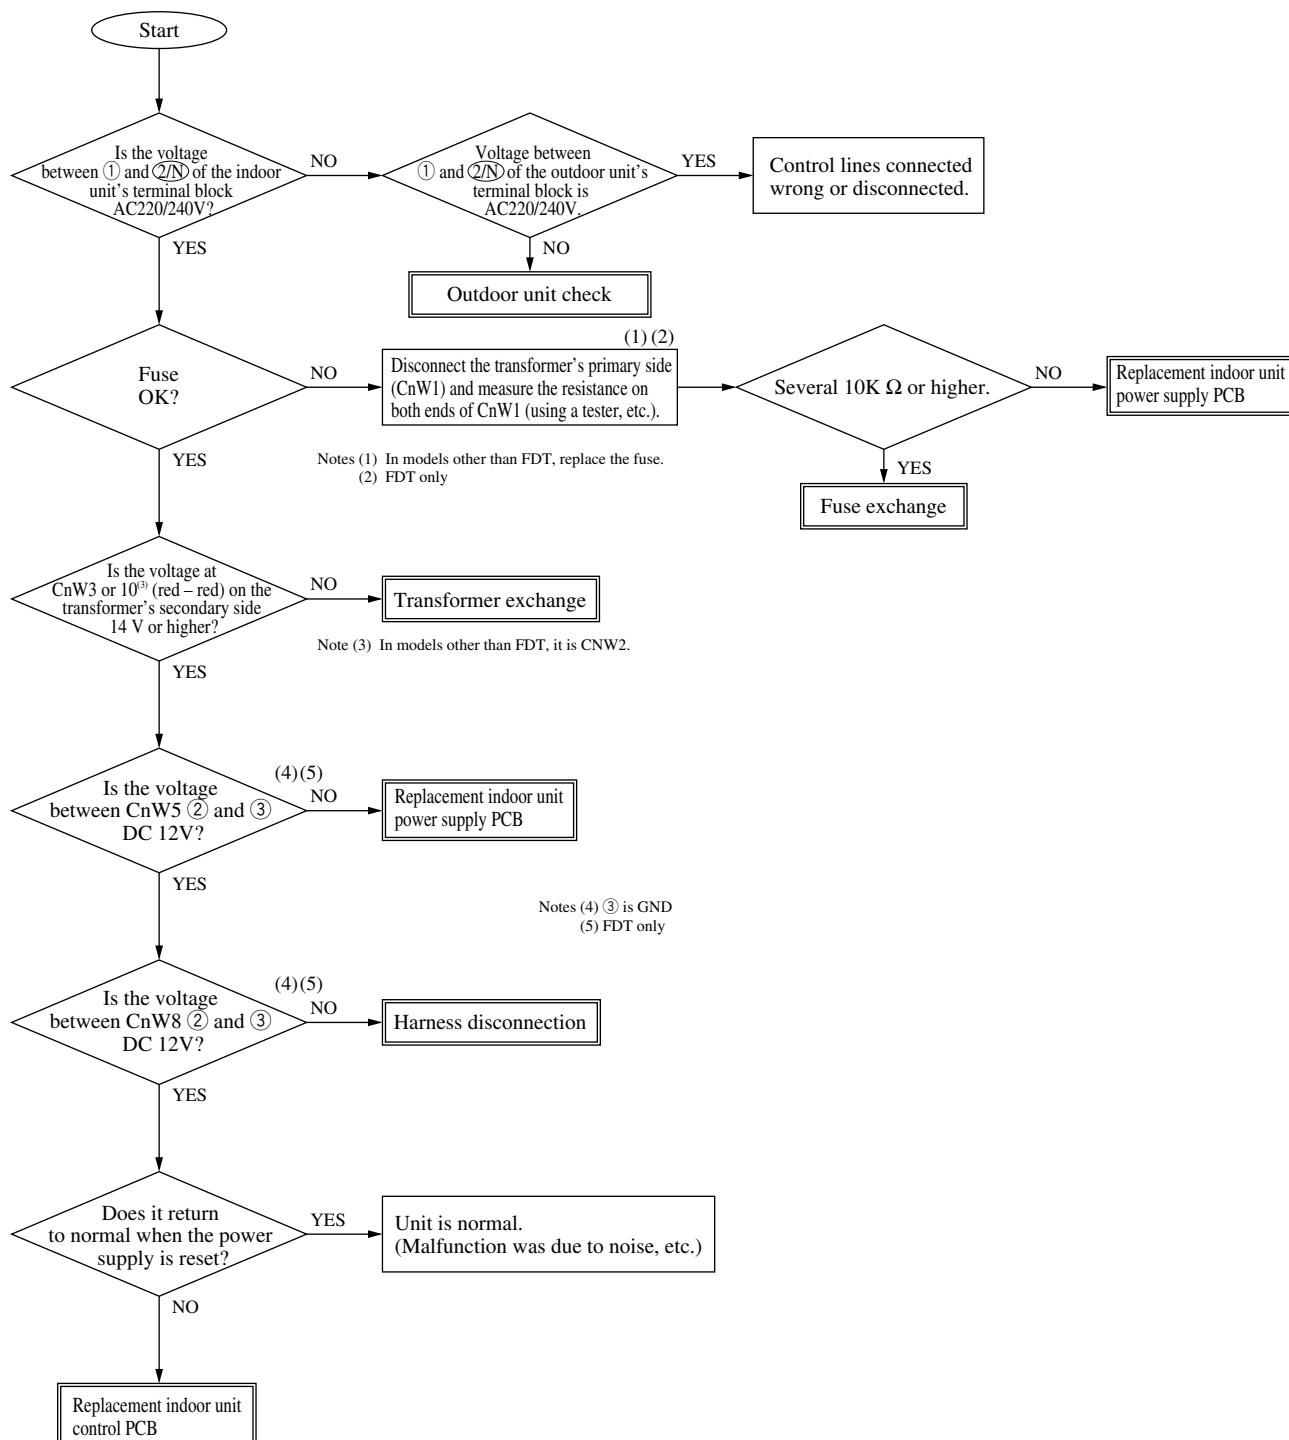 Start
Is the voltage
between ① and 2/N of the indoor
unit's terminal block
AC220/240V?
NO
Voltage between
① and 2/N of the outdoor unit's
terminal block is
AC220/240V.
YES
Control lines connected
wrong or disconnected.
YES
NO
Outdoor unit check
Fuse
OK?
NO
(1) (2)
Disconnect the transformer's primary side
(CnW1) and measure the resistance on
both ends of CnW1 (using a tester, etc.).
Several 10K Ω or higher.
NO
Replacement indoor unit
power supply PCB
YES
Notes (1) In models other than FDT, replace the fuse.
(2) FDT only
YES
Fuse exchange
Is the voltage at
CnW3 or 10(3) (red – red) on the
transformer's secondary side
14 V or higher?
NO
Transformer exchange
Note (3) In models other than FDT, it is CNW2.
YES
Is the voltage
between CnW5 ② and ③
DC 12V?
(4)(5)
NO
Replacement indoor unit
power supply PCB
YES
Notes (4) ③ is GND
(5) FDT only
Is the voltage
between CnW8 ② and ③
DC 12V?
(4)(5)
NO
Harness disconnection
YES
Does it return
to normal when the power
supply is reset?
YES
Unit is normal.
(Malfunction was due to noise, etc.)
NO
Replacement indoor unit
control PCB